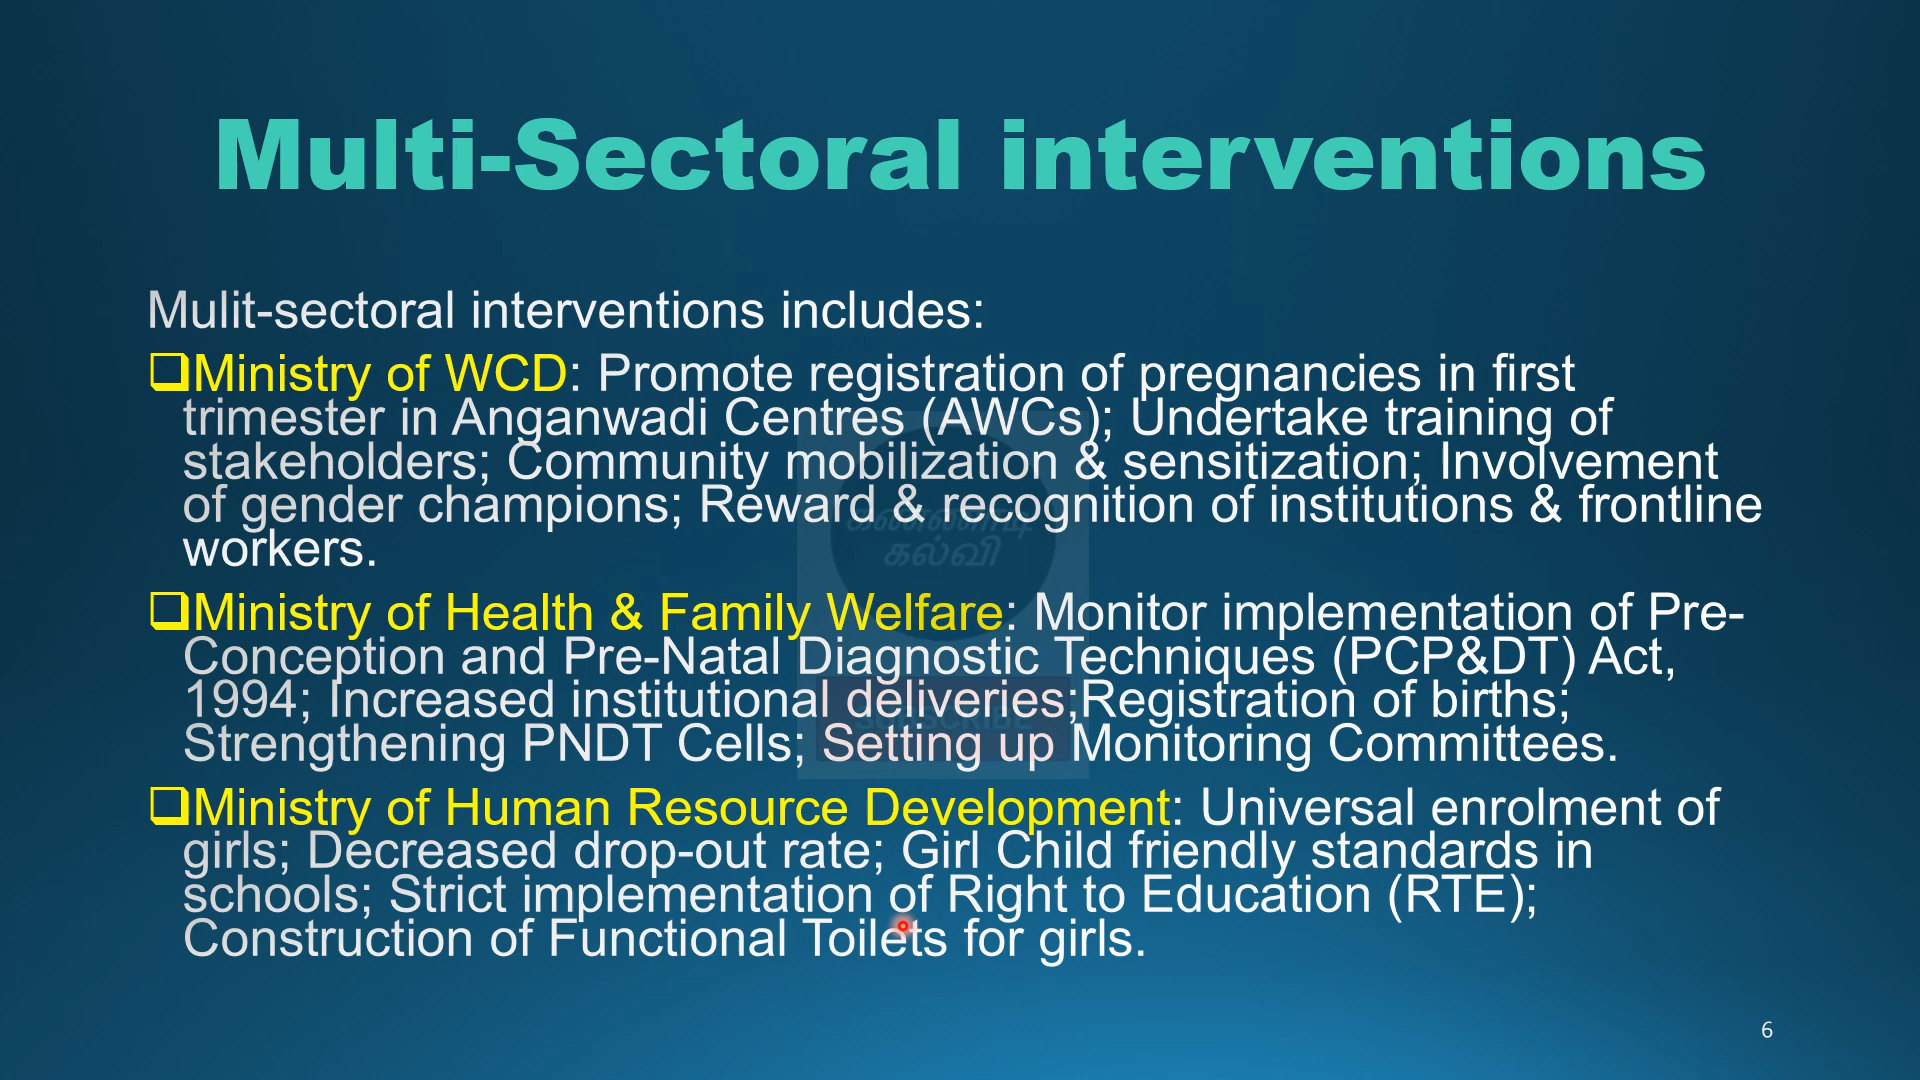 Multi-Sectoral interventions
Mulit-sectoral interventions includes:
❑Ministry of WCD: Promote registration of pregnancies in first
trimester in Anganwadi Centres (AWCs); Undertake training of
stakeholders; Community mobilization & sensitization; Involvement
of gender champions; Reward & recognition of institutions & frontline
workers.
❑Ministry of Health & Family Welfare: Monitor implementation of Pre-
Conception and Pre-Natal Diagnostic Techniques (PCP&DT) Act,
1994; Increased institutional deliveries;Registration of births;
Strengthening PNDT Cells; Setting up Monitoring Committees.
❑Ministry of Human Resource Development: Universal enrolment of
girls; Decreased drop-out rate; Girl Child friendly standards in
schools; Strict implementation of Right to Education (RTE);
Construction of Functional Toilets for girls.
கல்வி
SUBSCRIBE
6